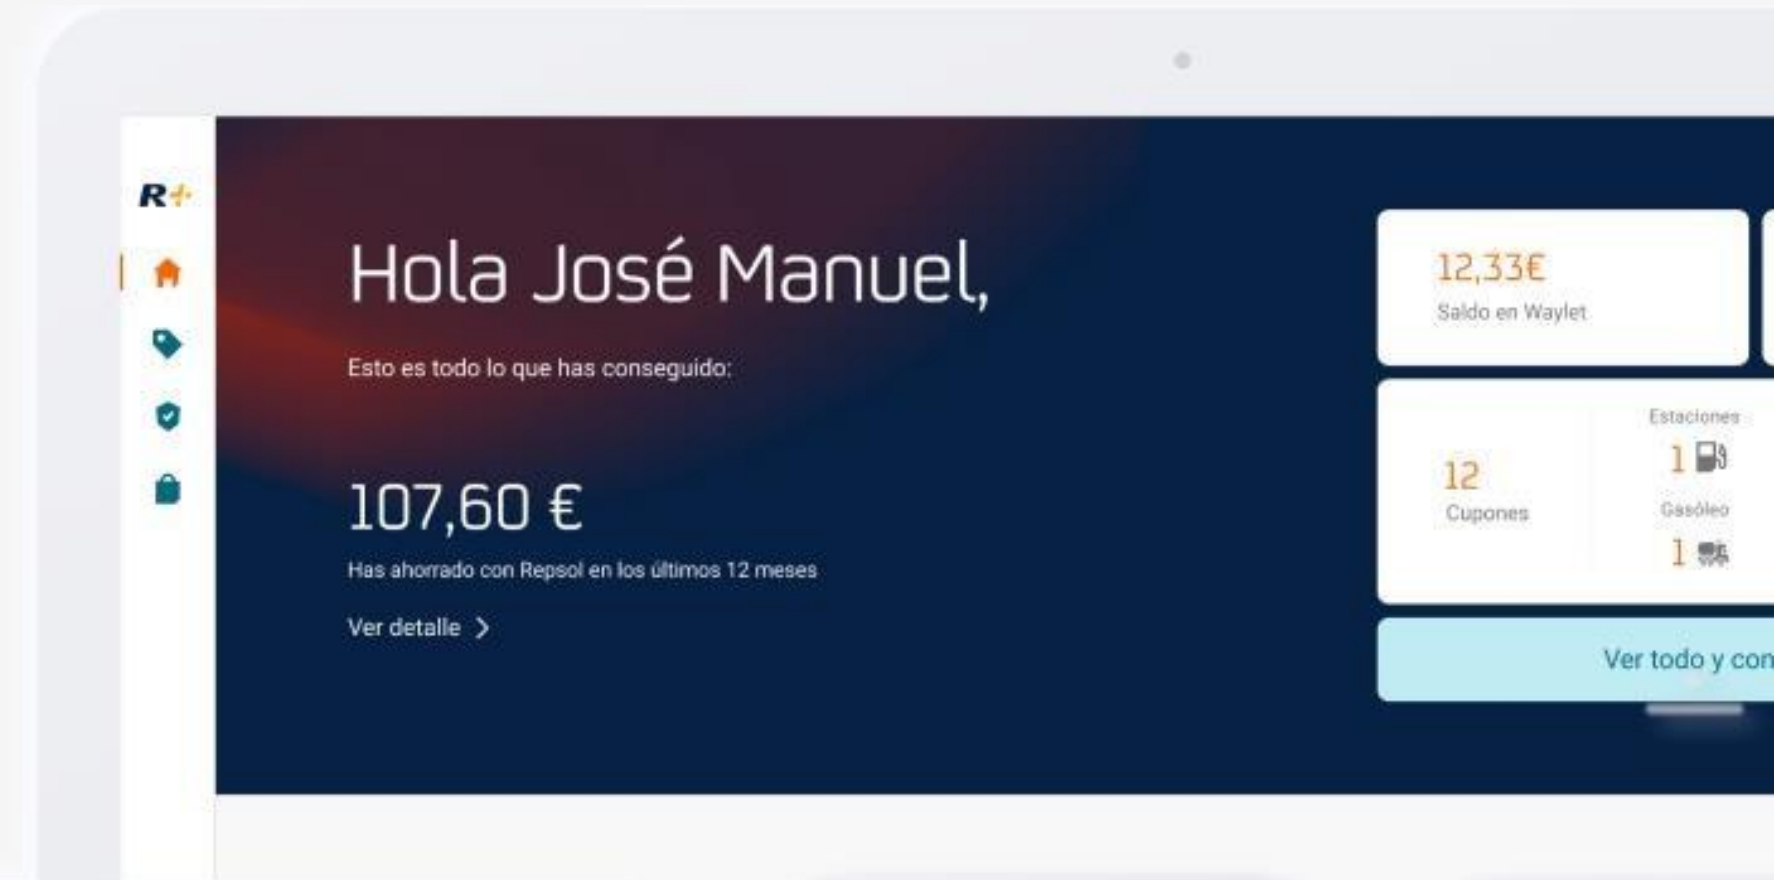 R+
Hola José Manuel,
Esto es todo lo que has conseguido:
107,60 €
Has ahorrado con Repsol en los últimos 12 meses
Ver detalle
12,33€
Saldo en Waylet
12
Cupones
Estaciones
1
Gasóleo
1
Ver todo y con